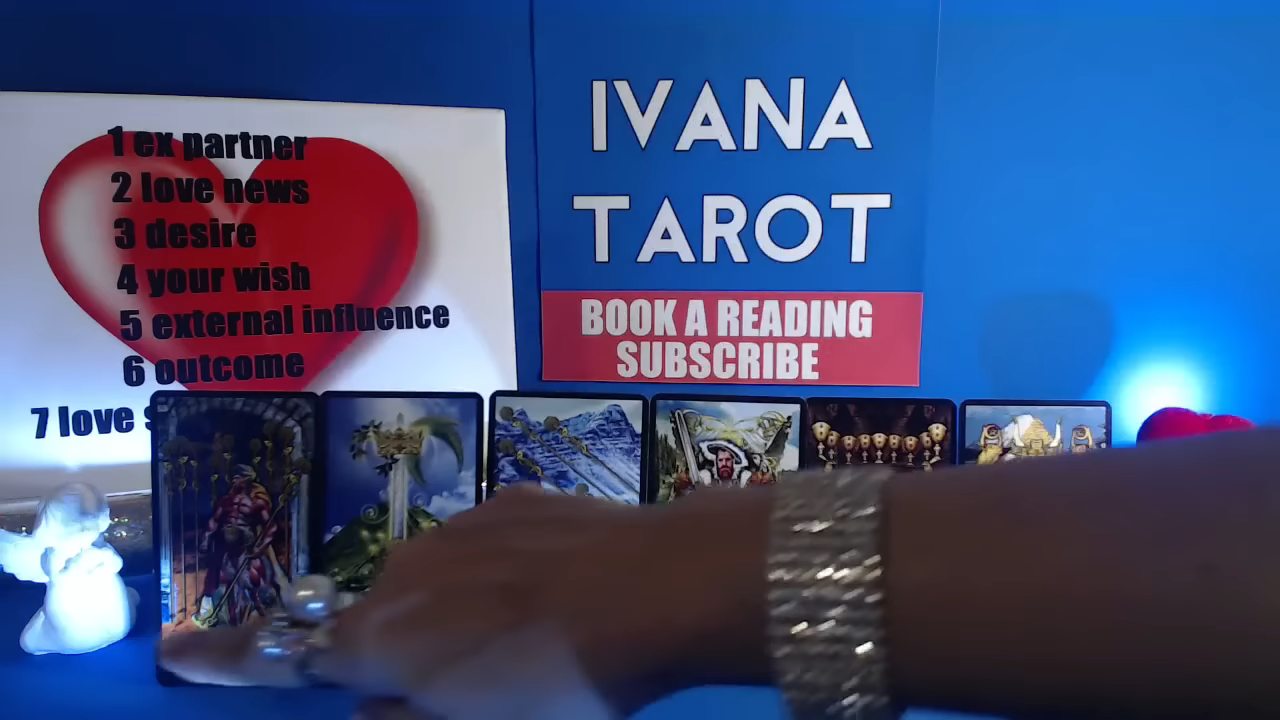 1 ex partner
2 love news
3 desire
4 your wish
5 external influence
6 outcome
7 love
IVANA
TAROT
BOOK A READING
SUBSCRIBE